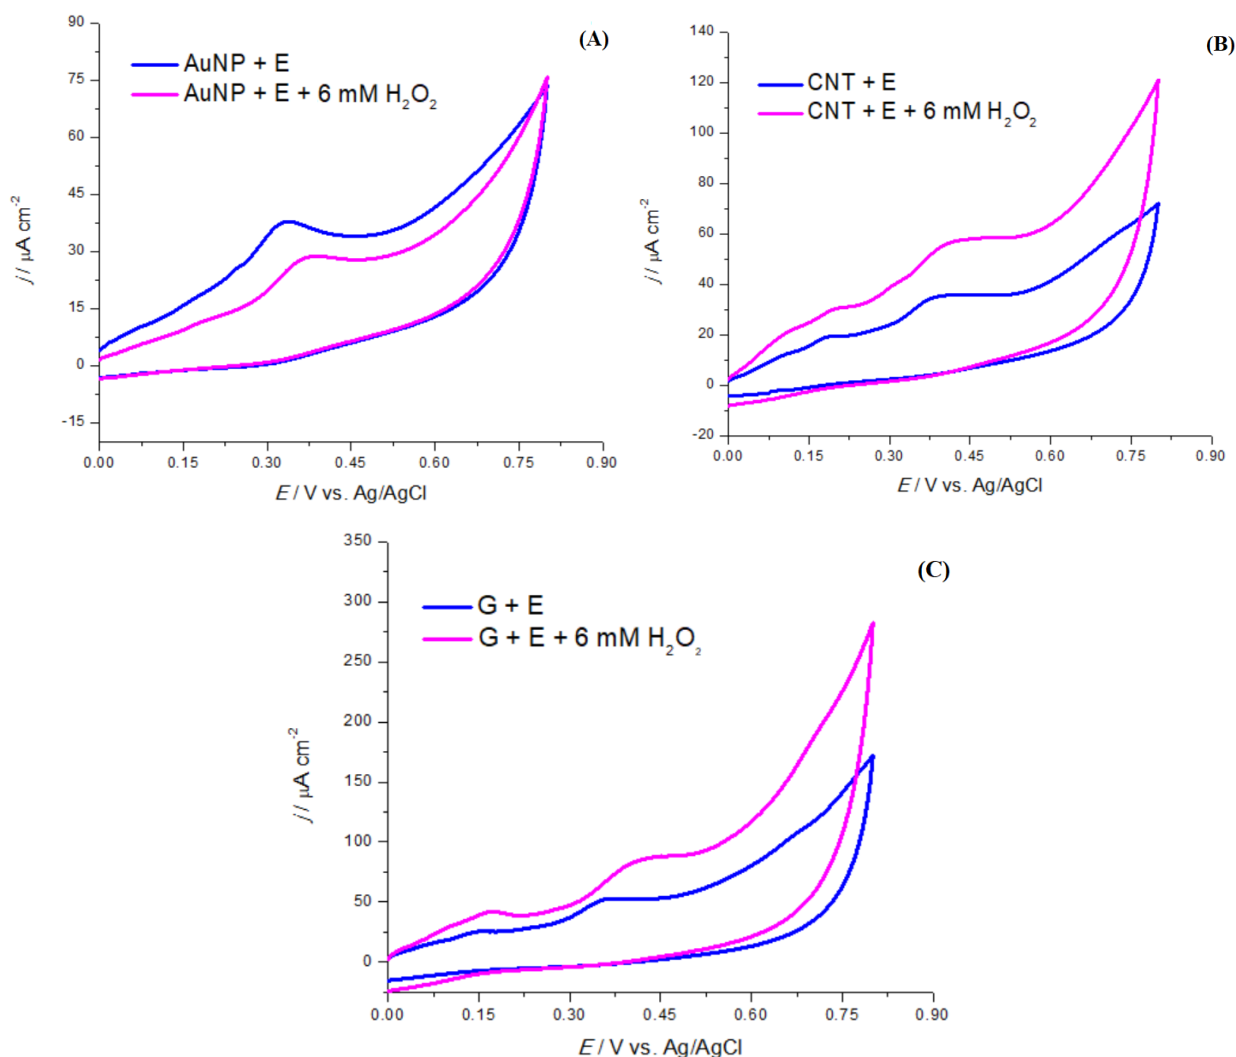 (A)
AuNP + E
AuNP + E + 6 mM H₂O₂
90
75
60
45
30
15
0
-15
j / μA cm⁻²
0.00 0.15 0.30 0.45 0.60 0.75 0.90
E / V vs. Ag/AgCl
(B)
CNT + E
CNT + E + 6 mM H₂O₂
140
120
100
80
60
40
20
0
-20
j / μA cm⁻²
0.00 0.15 0.30 0.45 0.60 0.75 0.90
E / V vs. Ag/AgCl
(C)
G + E
G + E + 6 mM H₂O₂
350
300
250
200
150
100
50
0
j / μA cm⁻²
0.00 0.15 0.30 0.45 0.60 0.75 0.90
E / V vs. Ag/AgCl